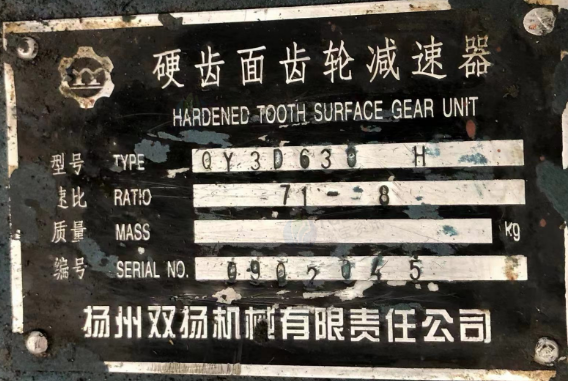 硬齿面齿轮减速器
HARDENED TOOTH SURFACE GEAR UNIT
型号 TYPE QY3D630 H
速比 RATIO 71-8
质量 MASS kg
编号 SERIAL NO. 0902045
扬州双扬机械有限责任公司